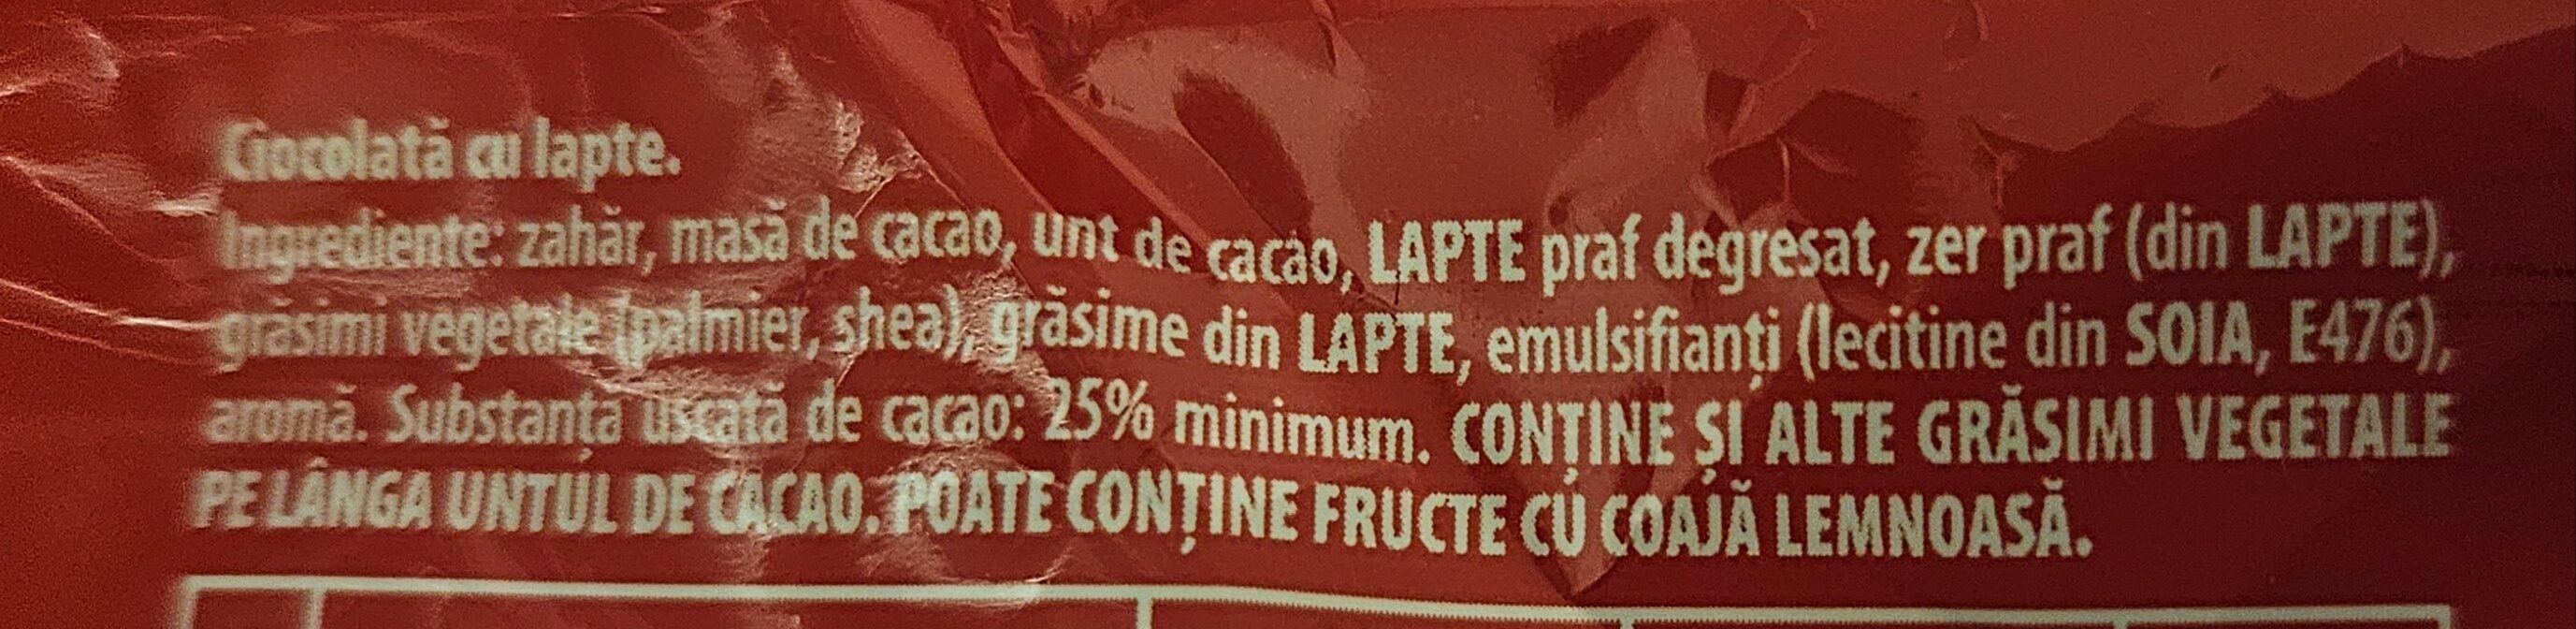 Ciocolată cu lapte.
Ingrediente: zahăr, masă de cacao, unt de cacao, LAPTE praf degresat, zer praf (din LAPTE),
grăsimi vegetale (palmier, shea), grăsime din LAPTE, emulsifianți (lecitine din SOIA, E476),
aromă. Substanța uscată de cacao: 25% minimum. CONȚINE ȘI ALTE GRĂSIMI VEGETALE
PE LÂNGA UNTUL DE CACAO. POATE CONȚINE FRUCTE CU COAJĂ LEMNOASĂ.